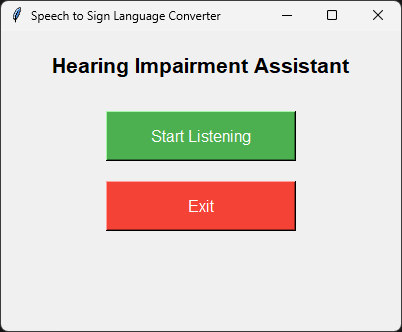 Speech to Sign Language Converter
Hearing Impairment Assistant
Start Listening
Exit